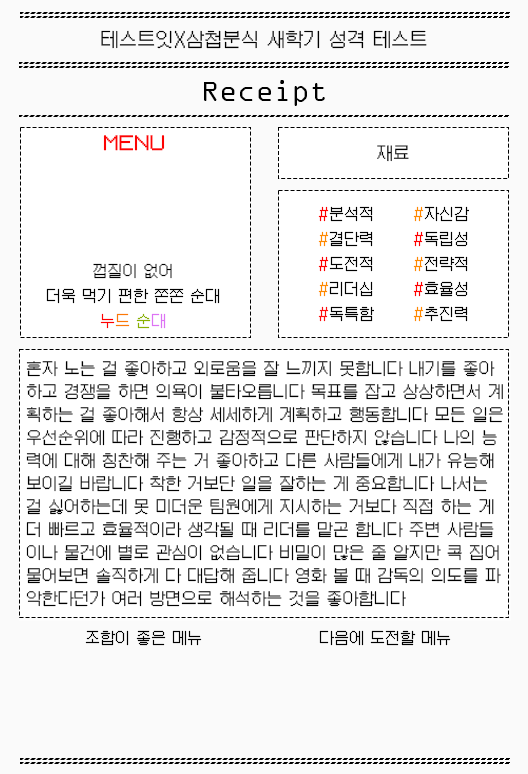 테스트잇X삼첩분식 새학기 성격 테스트
Receipt
MENU
껍질이 없어
더욱 먹기 편한 쫀쫀 순대
누드 순대
재료
#분석적 #자신감
#결단력 #독립성
#도전적 #전략적
#리더십 #효율성
#독특함 #추진력
혼자 노는 걸 좋아하고 외로움을 잘 느끼지 못합니다 내기를 좋아
하고 경쟁을 하면 의욕이 불타오릅니다 목표를 잡고 상상하면서 계
획하는 걸 좋아해서 항상 세세하게 계획하고 행동합니다 모든 일은
우선순위에 따라 진행하고 감정적으로 판단하지 않습니다 나의 능
력에 대해 칭찬해 주는 거 좋아하고 다른 사람들에게 내가 유능해
보이길 바랍니다 착한 거보단 일을 잘하는 게 중요합니다 나서는
걸 싫어하는데 못 미더운 팀원에게 지시하는 거보다 직접 하는 게
더 빠르고 효율적이라 생각될 때 리더를 맡곤 합니다 주변 사람들
이나 물건에 별로 관심이 없습니다 비밀이 많은 줄 알지만 콕 집어
물어보면 솔직하게 다 대답해 줍니다 영화 볼 때 감독의 의도를 파
악한다던가 여러 방면으로 해석하는 것을 좋아합니다
조합이 좋은 메뉴
다음에 도전할 메뉴